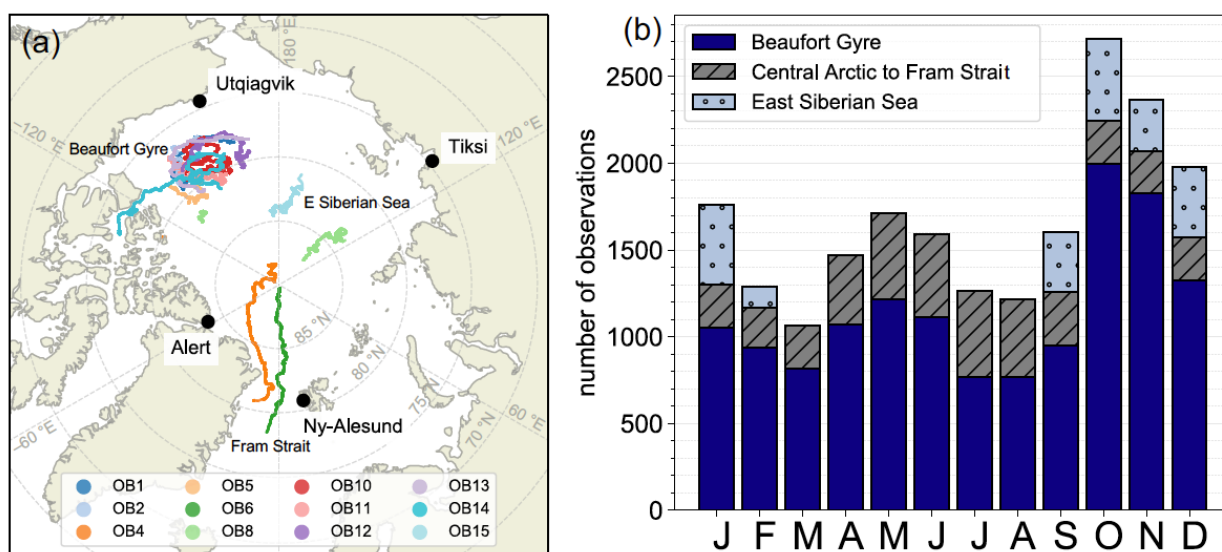 (a)
180 °E
Utqiagvik
−120 °E
120 °E
Beaufort Gyre
Tiksi
E Siberian Sea
Alert
85 °N
80 °N
75
Ny-Alesund
70 °N
−60 °E
60 °E
Fram Strait
OB1 OB5 OB10 OB13
OB2 OB6 OB11 OB14
OB4 OB8 OB12 OB15
(b)
Beaufort Gyre
Central Arctic to Fram Strait
East Siberian Sea
number of observations
2500
2000
1500
1000
500
0
J F M A M J J A S O N D